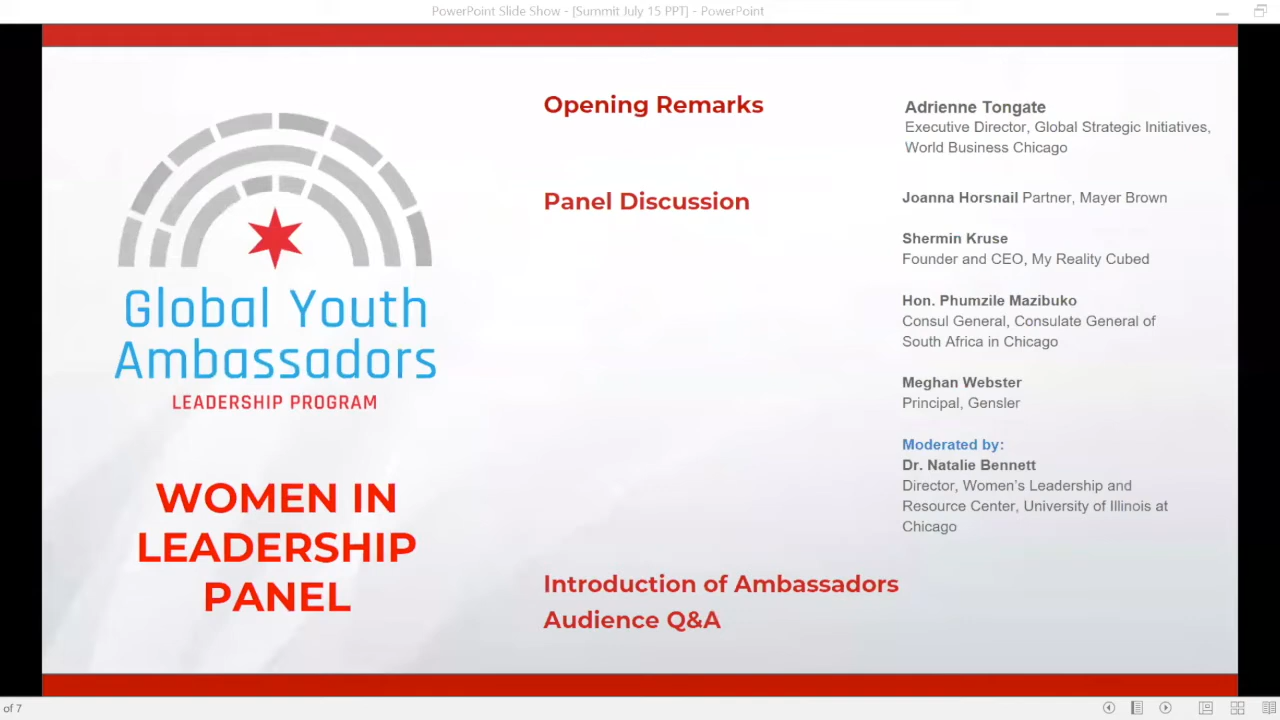 PowerPoint Slide Show - [Summit July 15 PPT] - PowerPoint
Global Youth
Ambassadors
LEADERSHIP PROGRAM
WOMEN IN
LEADERSHIP
PANEL
Opening Remarks
Adrienne Tongate
Executive Director, Global Strategic Initiatives,
World Business Chicago
Panel Discussion
Joanna Horsnail Partner, Mayer Brown
Shermin Kruse
Founder and CEO, My Reality Cubed
Hon. Phumzile Mazibuko
Consul General, Consulate General of
South Africa in Chicago
Meghan Webster
Principal, Gensler
Moderated by:
Dr. Natalie Bennett
Director, Women's Leadership and
Resource Center, University of Illinois at
Chicago
Introduction of Ambassadors
Audience Q&A
of 7